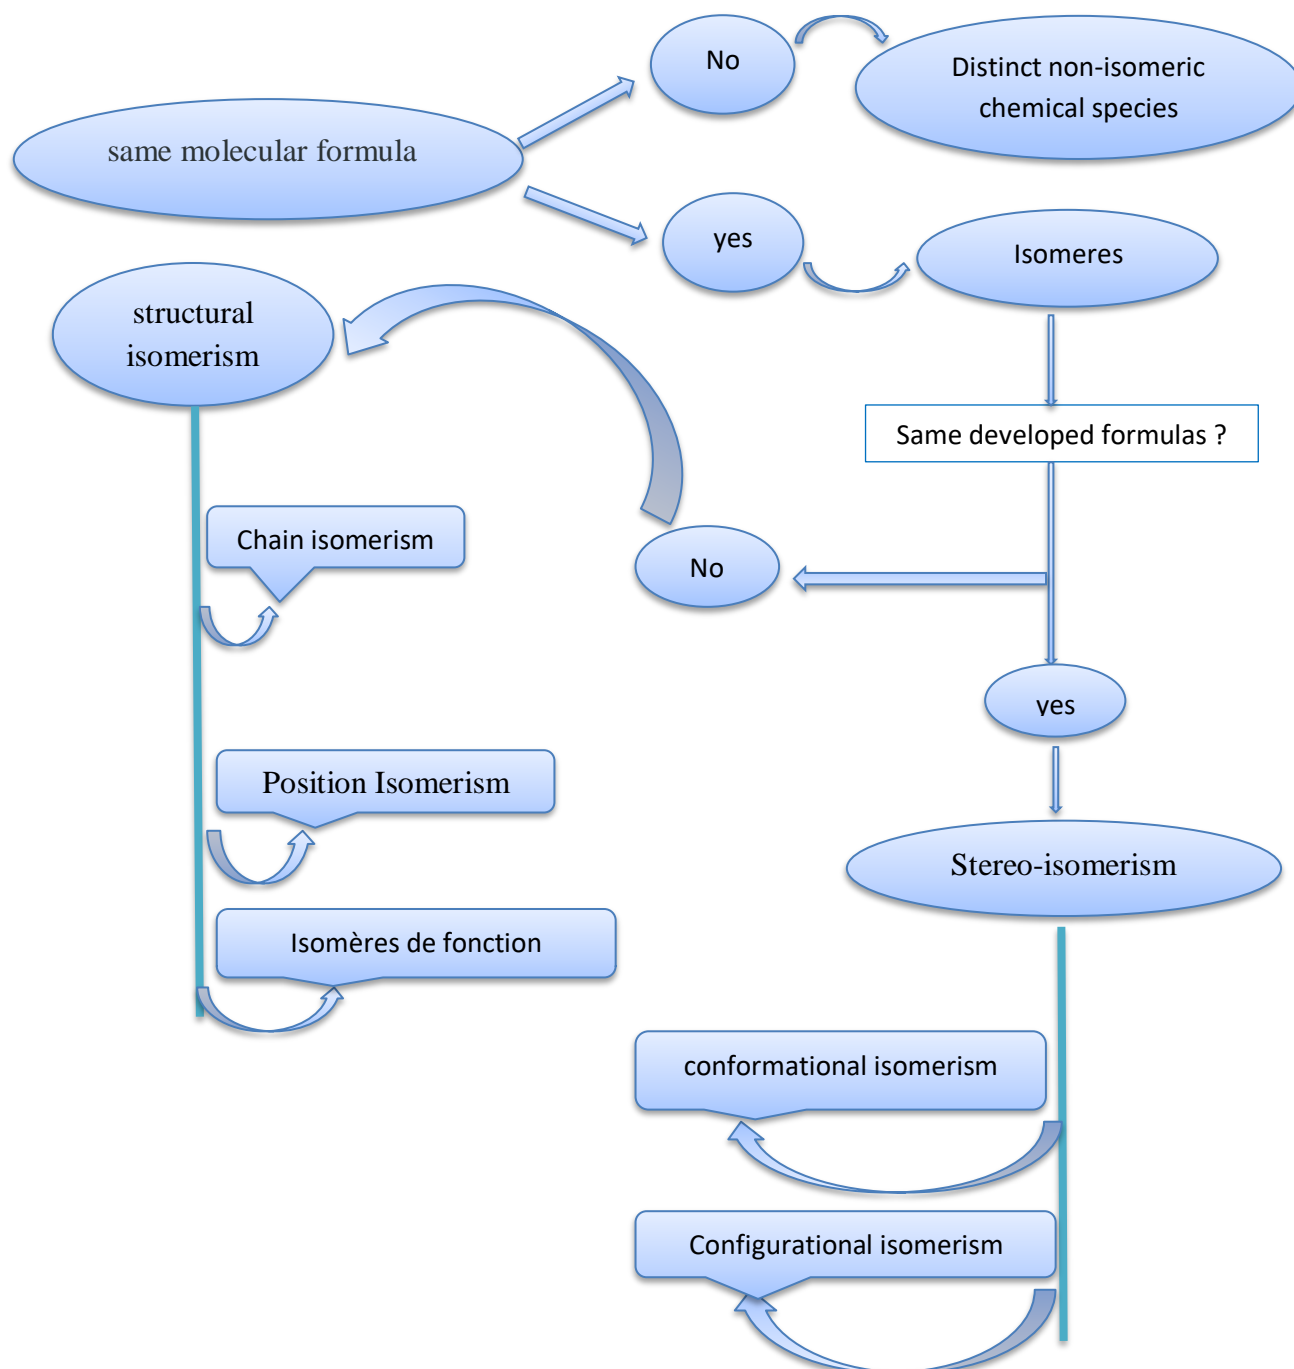 No
Distinct non-isomeric
chemical species
same molecular formula
yes
Isomeres
structural
isomerism
Same developed formulas ?
Chain isomerism
No
yes
Position Isomerism
Stereo-isomerism
Isomères de fonction
conformational isomerism
Configurational isomerism